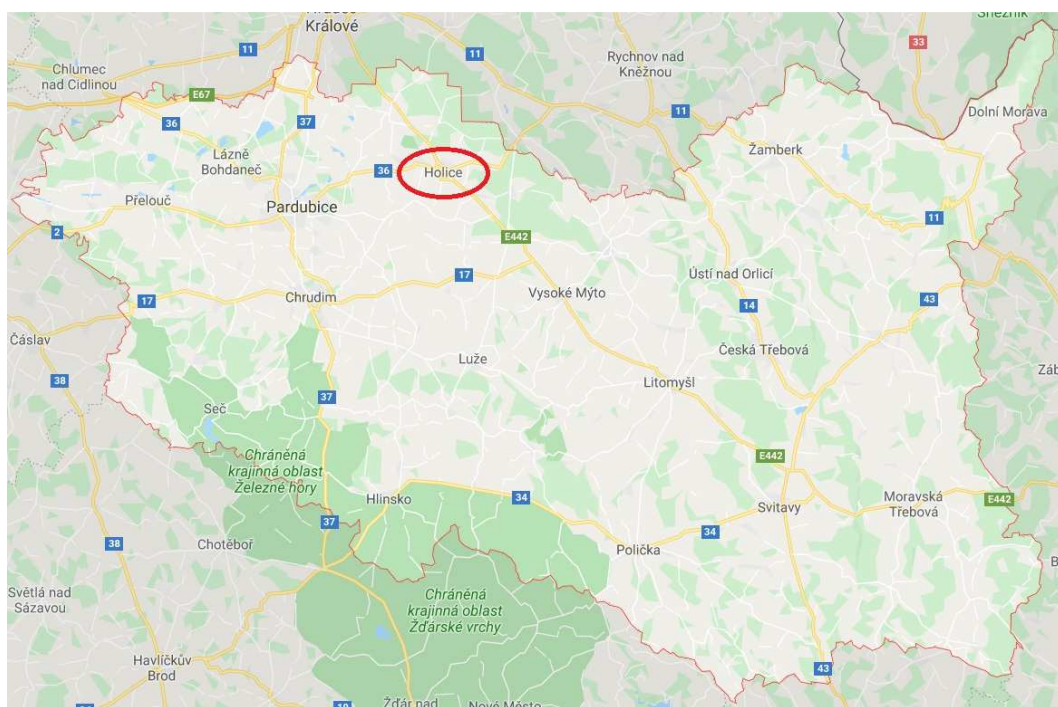 Hradec
Králové
Sněžník
33
11
11
Rychnov nad
Kněžnou
Chlumec
nad Cidlinou
E67
11
Dolní Morava
36
37
Žamberk
Lázně
Bohdaneč
36
Holice
Přelouč
Pardubice
11
2
E442
17
Ústí nad Orlicí
17
Chrudim
Vysoké Mýto
43
14
Čáslav
Luže
Česká Třebová
38
Litomyšl
37
Seč
Chráněná
krajinná oblast
Železné hory
E442
Hlinsko
34
Moravská
Třebová
E442
Svitavy
37
34
38
Chotěboř
Polička
Světlá nad
Sázavou
Chráněná
krajinná oblast
Žďárské vrchy
Havlíčkův
Brod
43
Žďár nad
Nové Město